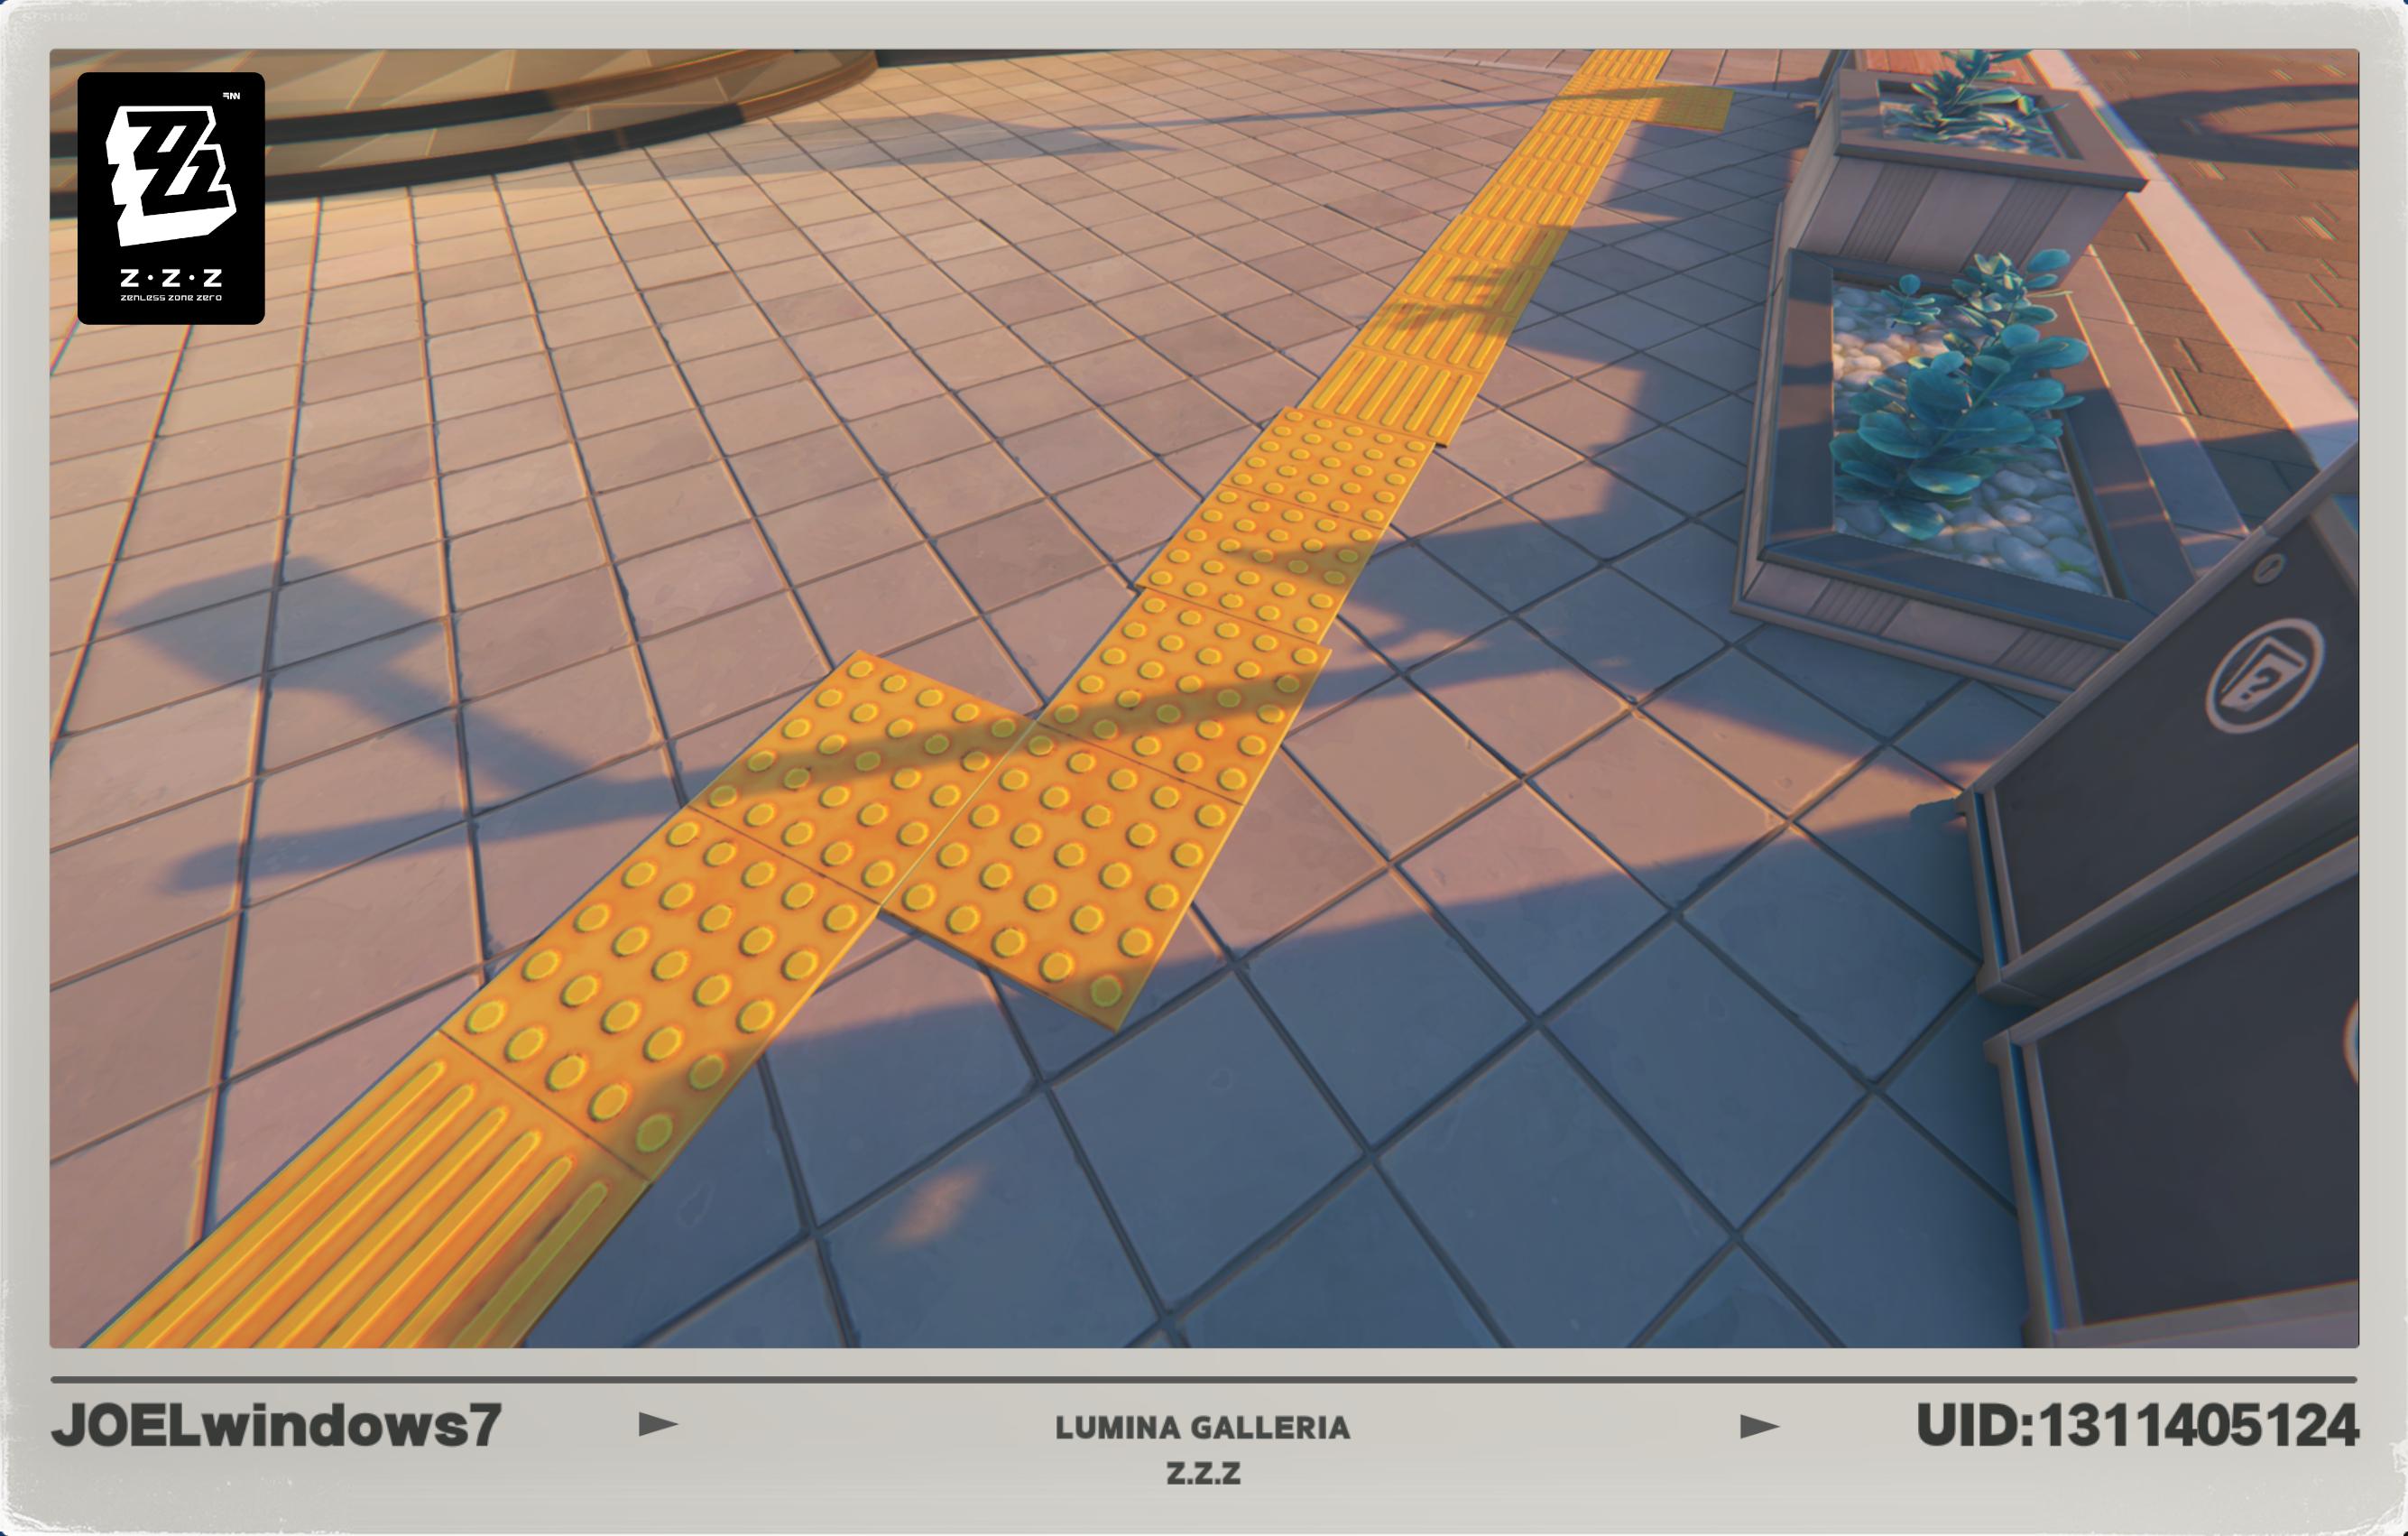 Z·Z·Z
ZENLESS ZONE ZERO
?
JOELwindows7
LUMINA GALLERIA
UID:1311405124
Z.Z.Z